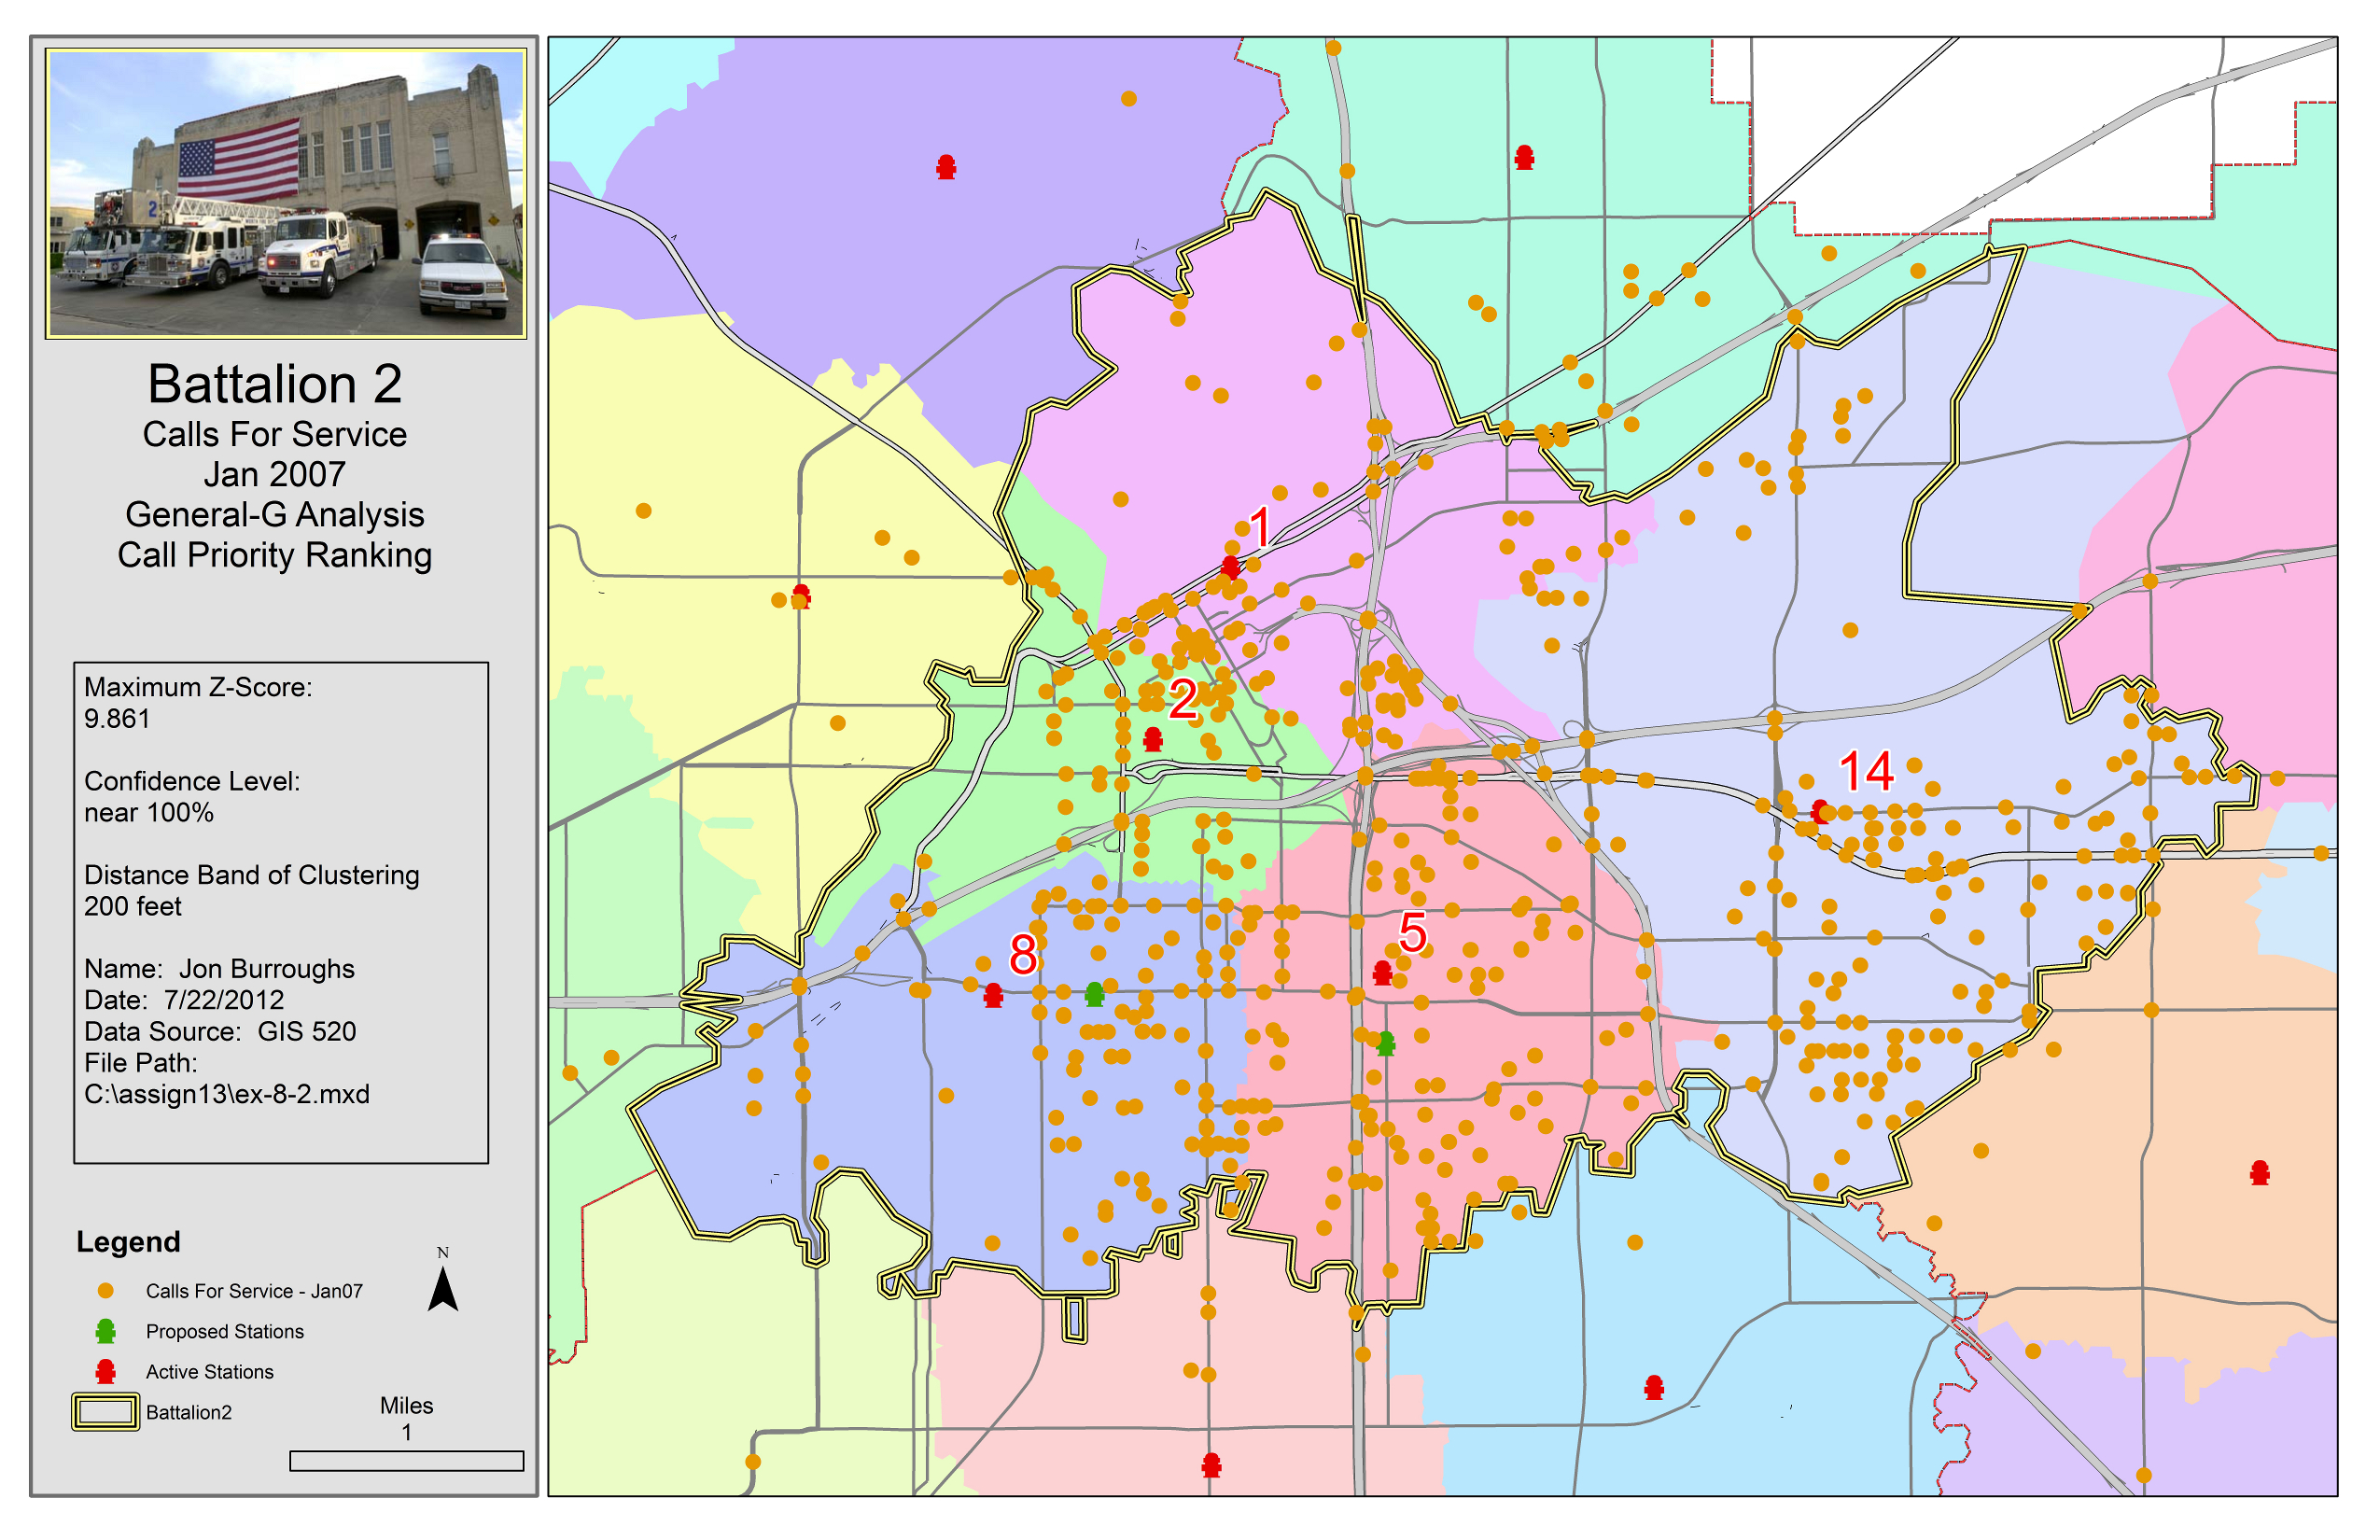 2
Battalion 2
Calls For Service
Jan 2007
General-G Analysis
Call Priority Ranking
Maximum Z-Score:
9.861
Confidence Level:
near 100%
Distance Band of Clustering
200 feet
Name:  Jon Burroughs
Date:  7/22/2012
Data Source:  GIS 520
File Path:
C:\assign13\ex-8-2.mxd
Legend
N
Calls For Service - Jan07
Proposed Stations
Active Stations
Battalion2
Miles
1
1
2
14
5
8